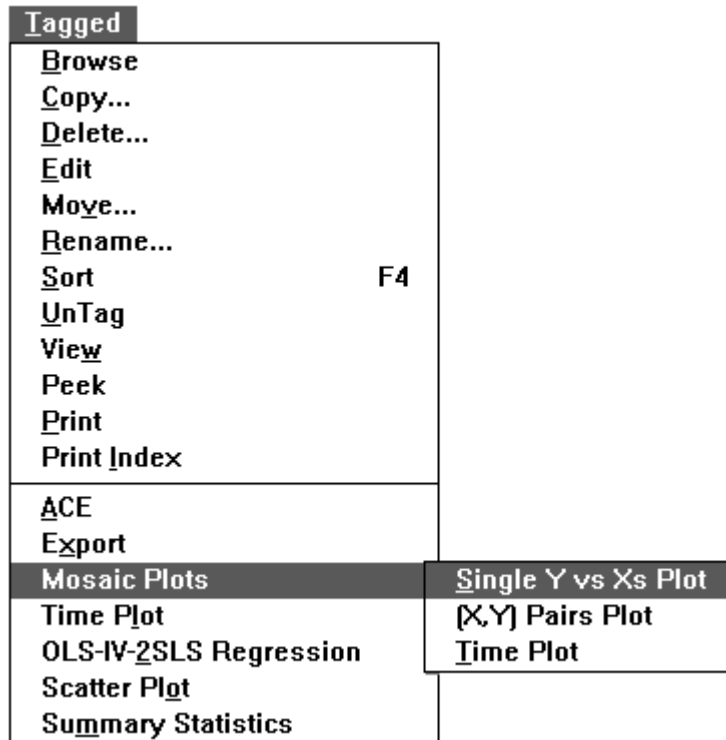 Tagged
Browse
Copy...
Delete...
Edit
Move...
Rename...
Sort F4
UnTag
View
Peek
Print
Print Index
ACE
Export
Mosaic Plots
Single Y vs Xs Plot
(X,Y) Pairs Plot
Time Plot
Time Plot
OLS-IV-2SLS Regression
Scatter Plot
Summary Statistics